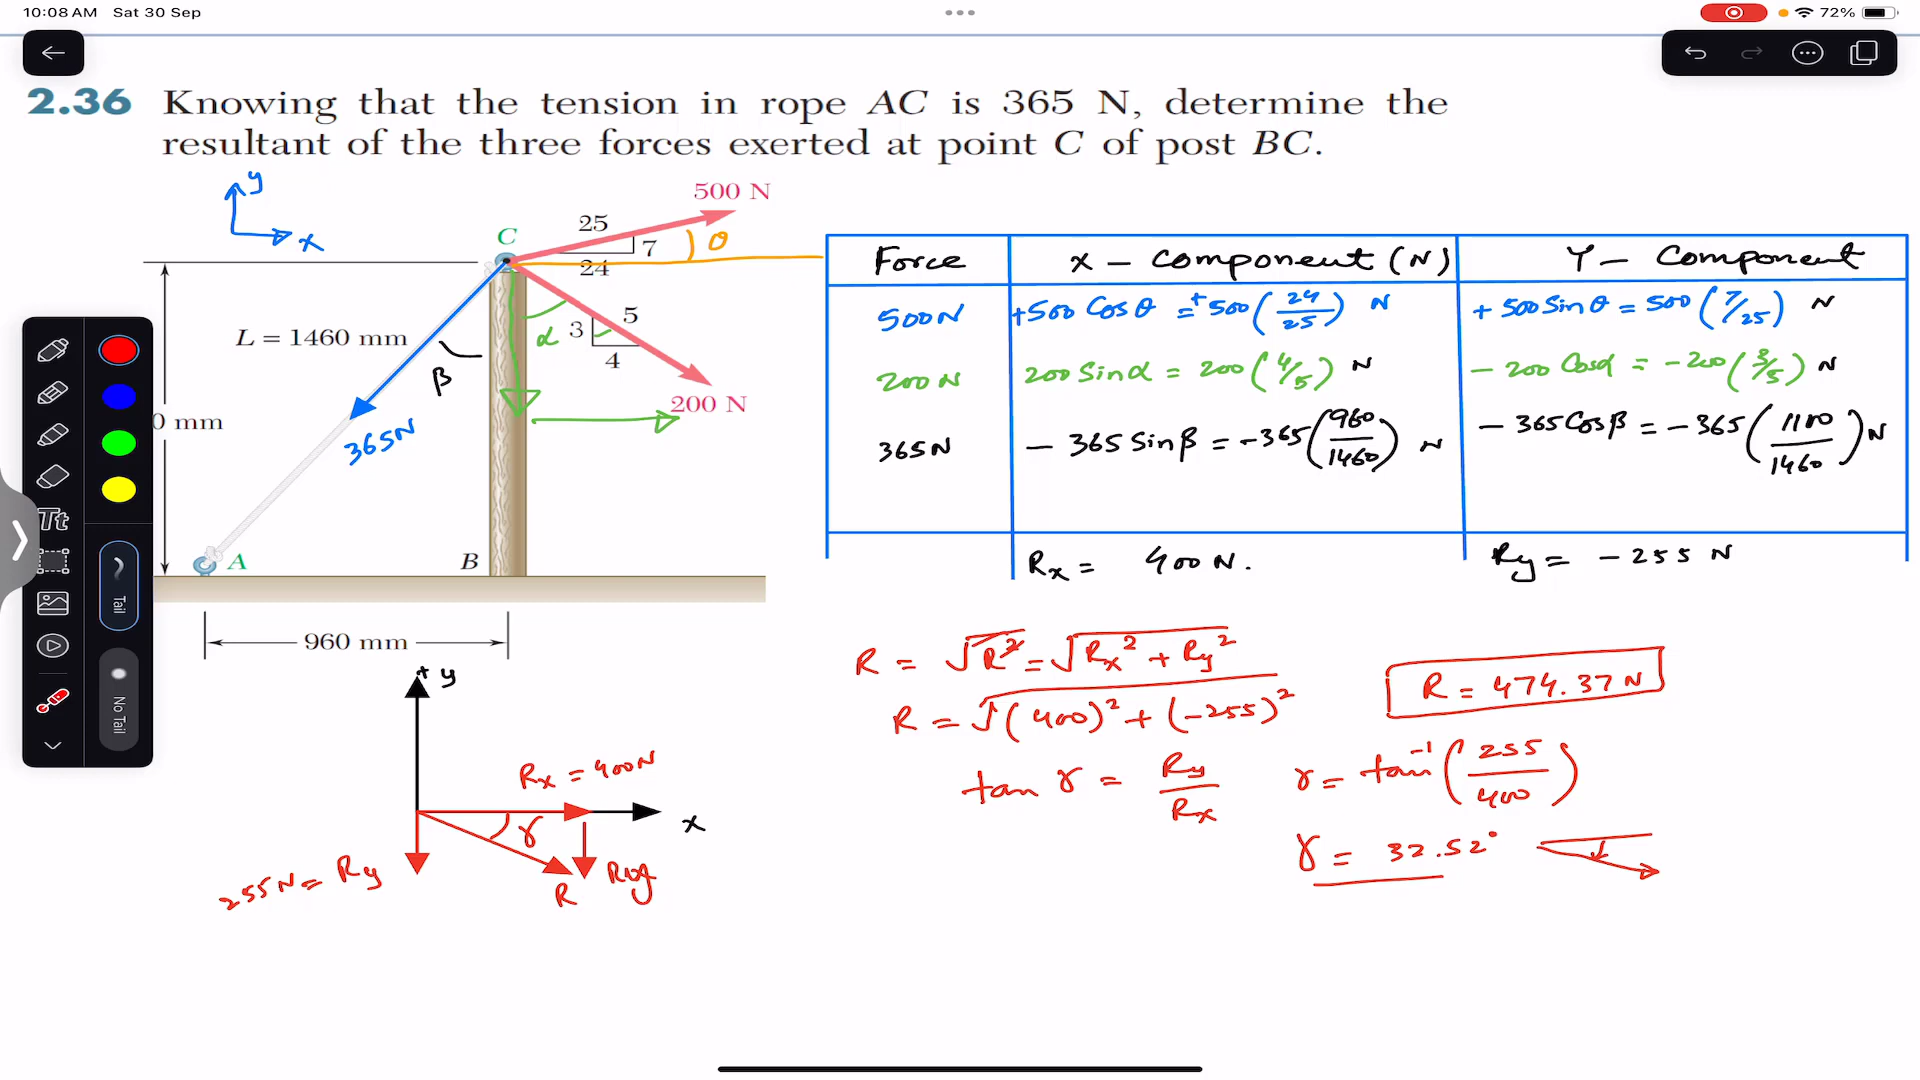 10:08 AM Sat 30 Sep
72%
2.36 Knowing that the tension in rope AC is 365 N, determine the
resultant of the three forces exerted at point C of post BC.
y
x
500 N
25
7
24
θ
C
L = 1460 mm
β
α
3
5
4
200 N
365N
0 mm
A
B
960 mm
Tt
Tail
No Tail
Force X - Component (N) Y - Component
500N +500 Cos θ = +500 (24/25) N +500 Sin θ = 500 (7/25) N
200N 200 Sin α = 200 (4/5) N - 200 Cos α = -200 (3/5) N
365N - 365 Sin β = -365 (960/1460) N - 365 Cos β = -365 (1100/1460) N
Rx = 400 N. Ry = -255 N
R = √R² = √Rx² + Ry²
R = √(400)² + (-255)²
R = 474.37 N
tan γ = Ry/Rx
γ = tan⁻¹ (255/400)
γ = 32.52°
+y
Rx = 400N
x
γ
255N = Ry
R
Ry